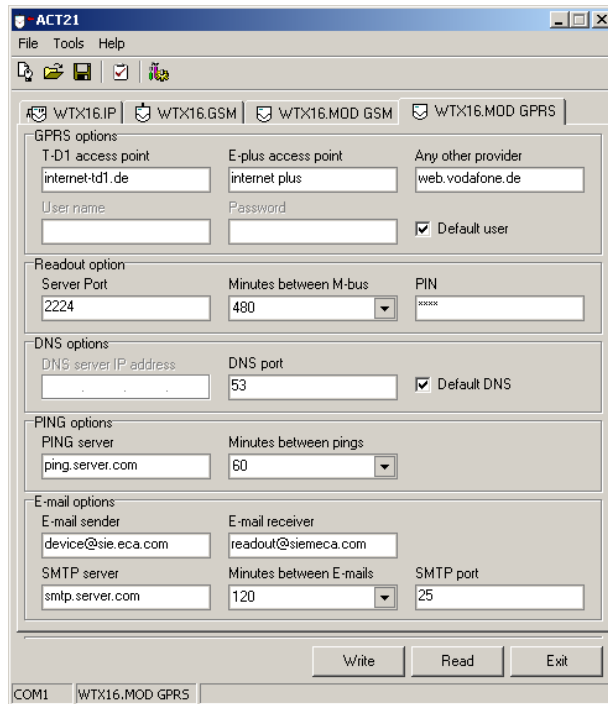 ACT21
File Tools Help
WTX16.IP WTX16.GSM WTX16.MOD GSM WTX16.MOD GPRS
GPRS options
T-D1 access point E-plus access point Any other provider
internet-td1.de internet plus web.vodafone.de
User name Password
Default user
Readout option
Server Port Minutes between M-bus PIN
2224 480 ****
DNS options
DNS server IP address DNS port
. . . 53 Default DNS
PING options
PING server Minutes between pings
ping.server.com 60
E-mail options
E-mail sender E-mail receiver
device@sie.eca.com readout@siemeca.com
SMTP server Minutes between E-mails SMTP port
smtp.server.com 120 25
Write Read Exit
COM1 WTX16.MOD GPRS